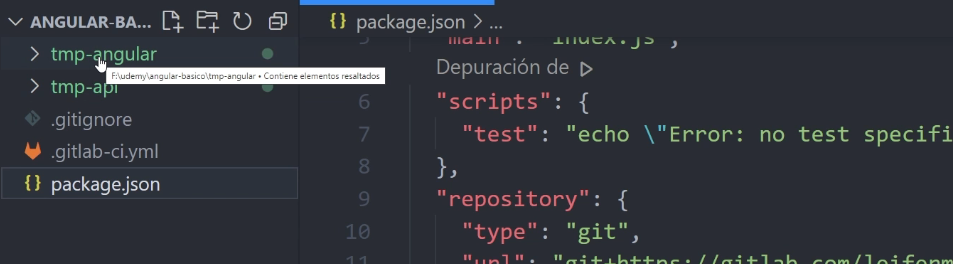 ANGULAR-BA...
tmp-angular
F:\udemy\angular-basico\tmp-angular • Contiene elementos resaltados
tmp-api
.gitignore
.gitlab-ci.yml
{} package.json
{} package.json > ...
5 "main": "index.js",
Depuración de
6 "scripts": {
7 "test": "echo \"Error: no test specifi
8 },
9 "repository": {
10 "type": "git",
11 "url": "git+https://gitlab.com/leifer